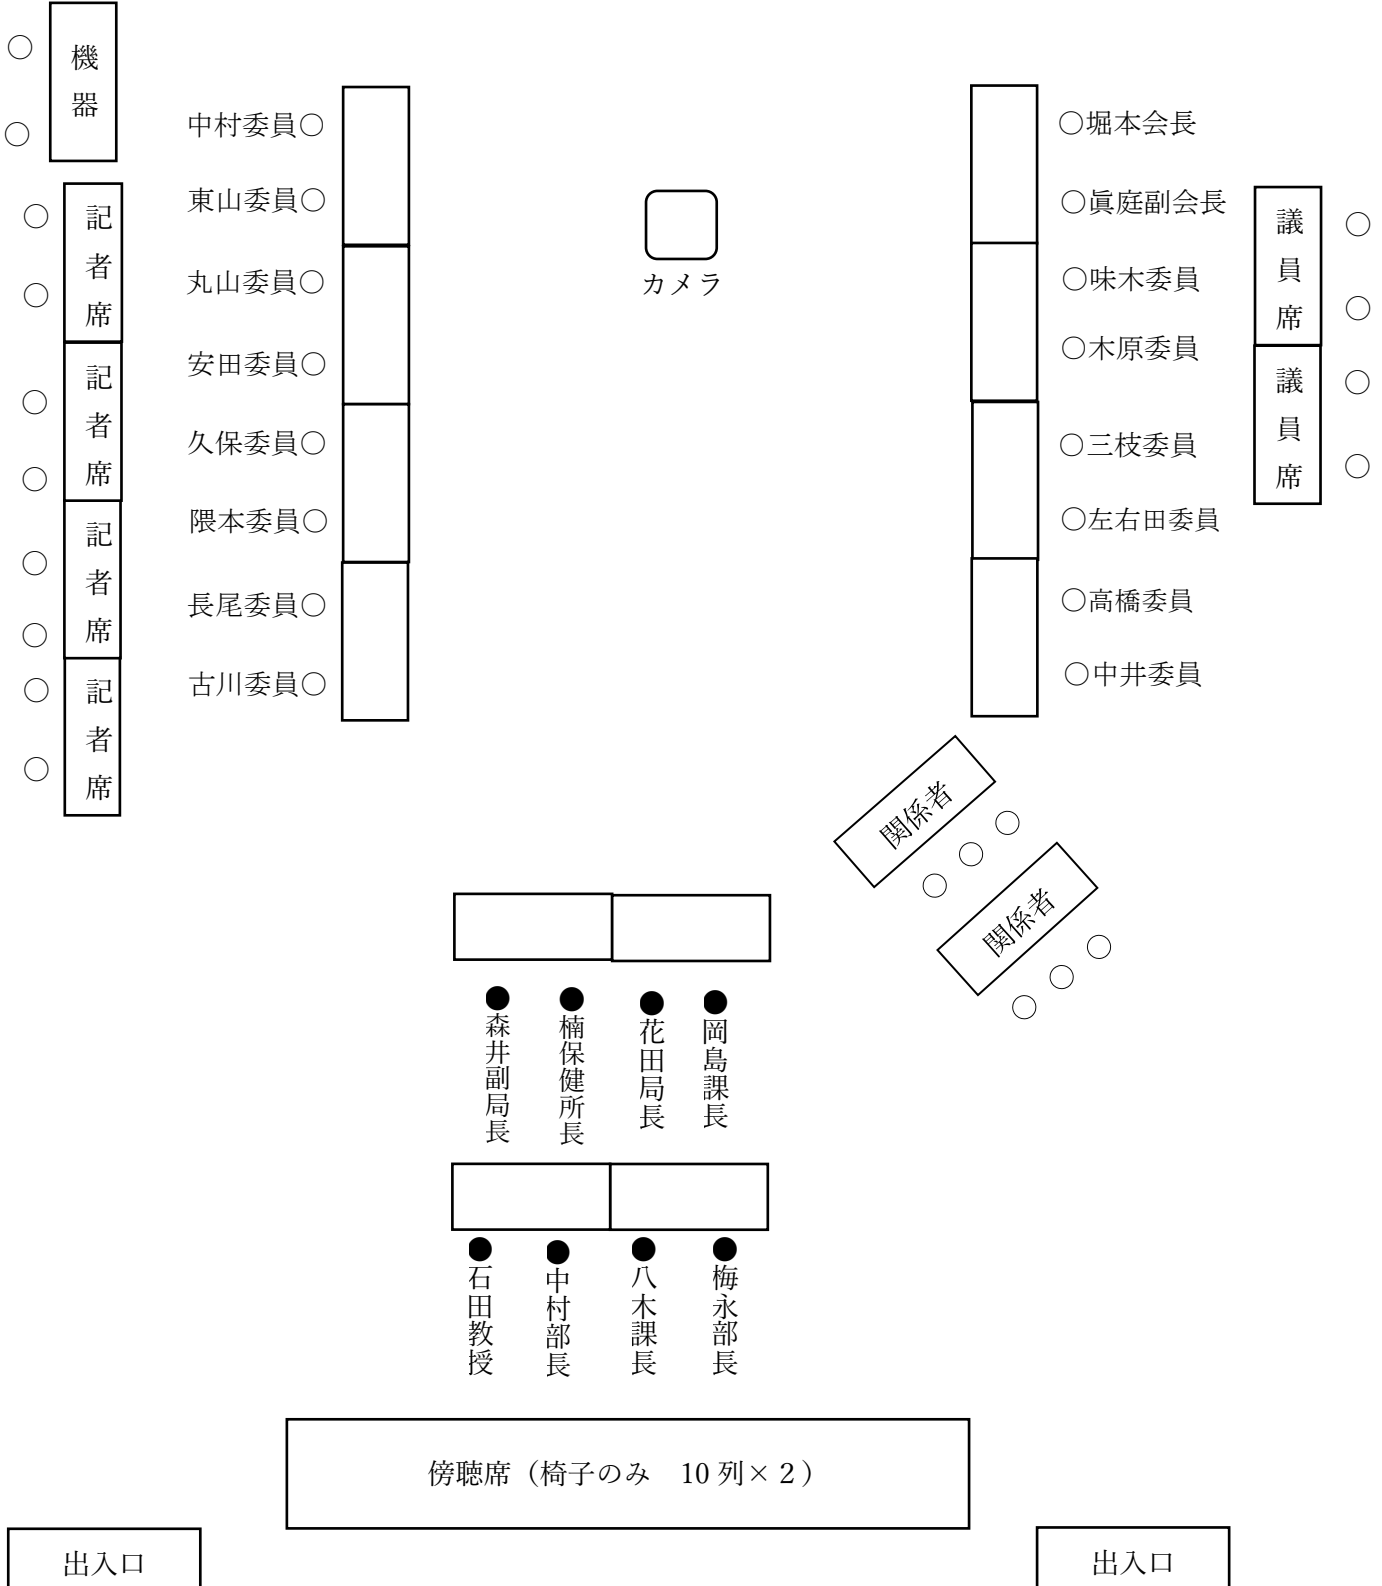 機器
中村委員○
東山委員○
丸山委員○
安田委員○
久保委員○
隈本委員○
長尾委員○
古川委員○
記者席
記者席
記者席
記者席
カメラ
○堀本会長
○眞庭副会長
○味木委員
○木原委員
○三枝委員
○左右田委員
○高橋委員
○中井委員
議員席
議員席
関係者
関係者
●森井副局長
●楠保健所長
●花田局長
●岡島課長
●石田教授
●中村部長
●八木課長
●梅永部長
傍聴席（椅子のみ　10列×２）
出入口
出入口